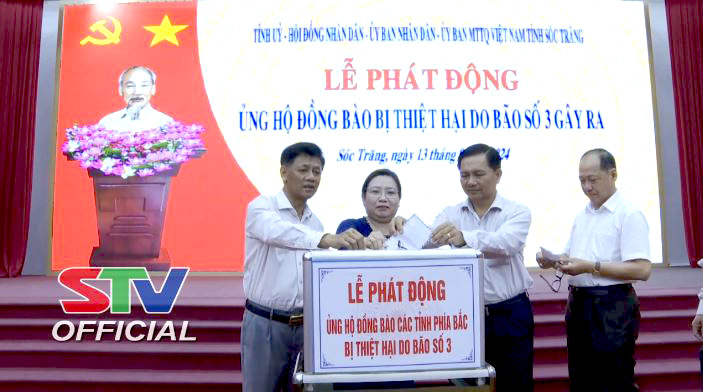 TỈNH UỶ - HỘI ĐỒNG NHÂN DÂN - ỦY BAN NHÂN DÂN - ỦY BAN MTTQ VIỆT NAM TỈNH SÓC TRĂNG
LỄ PHÁT ĐỘNG
ỦNG HỘ ĐỒNG BÀO BỊ THIỆT HẠI DO BÃO SỐ 3 GÂY RA
Sóc Trăng, ngày 13 tháng
LỄ PHÁT ĐỘNG
ỦNG HỘ ĐỒNG BÀO CÁC TỈNH PHÍA BẮC
BỊ THIỆT HẠI DO BÃO SỐ 3
STV
OFFICIAL